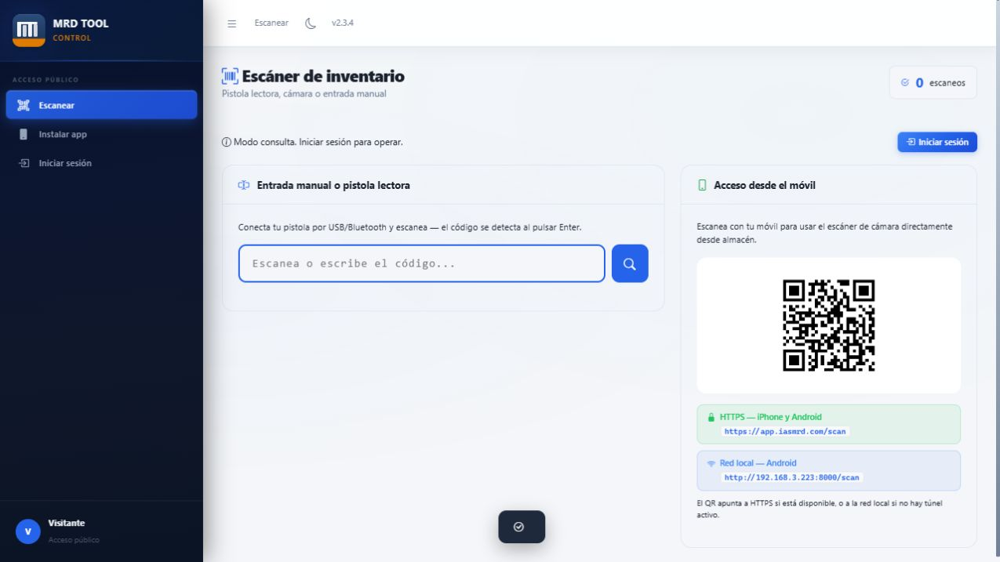 MRD TOOL
CONTROL
ACCESO PÚBLICO
Escanear
Instalar app
Iniciar sesión
Visitante
Acceso público
V
Escanear
v2.3.4
Escáner de inventario
Pistola lectora, cámara o entrada manual
0 escaneos
Modo consulta. Iniciar sesión para operar.
Iniciar sesión
Entrada manual o pistola lectora
Conecta tu pistola por USB/Bluetooth y escanea — el código se detecta al pulsar Enter.
Escanea o escribe el código...
Acceso desde el móvil
Escanea con tu móvil para usar el escáner de cámara directamente
desde almacén.
HTTPS — iPhone y Android
https://app.iasmrd.com/scan
Red local — Android
http://192.168.3.223:8000/scan
El QR apunta a HTTPS si está disponible, o a la red local si no hay túnel
activo.